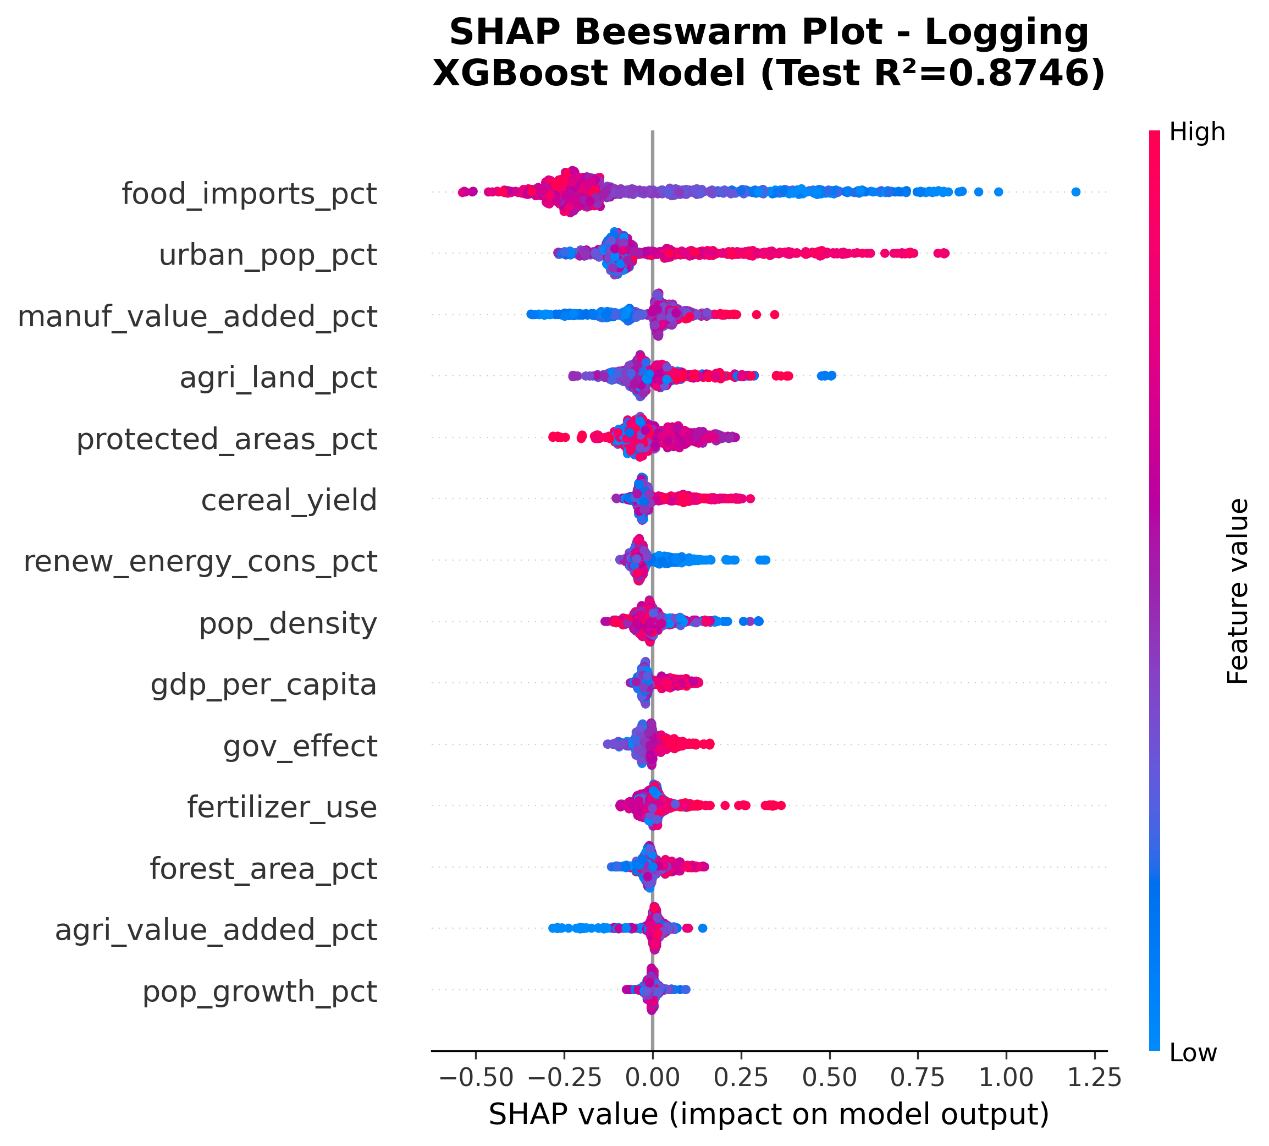 SHAP Beeswarm Plot - Logging
XGBoost Model (Test R²=0.8746)
High
food_imports_pct
urban_pop_pct
manuf_value_added_pct
agri_land_pct
protected_areas_pct
cereal_yield
renew_energy_cons_pct
pop_density
gdp_per_capita
gov_effect
fertilizer_use
forest_area_pct
agri_value_added_pct
pop_growth_pct
Feature value
Low
−0.50 −0.25 0.00 0.25 0.50 0.75 1.00 1.25
SHAP value (impact on model output)